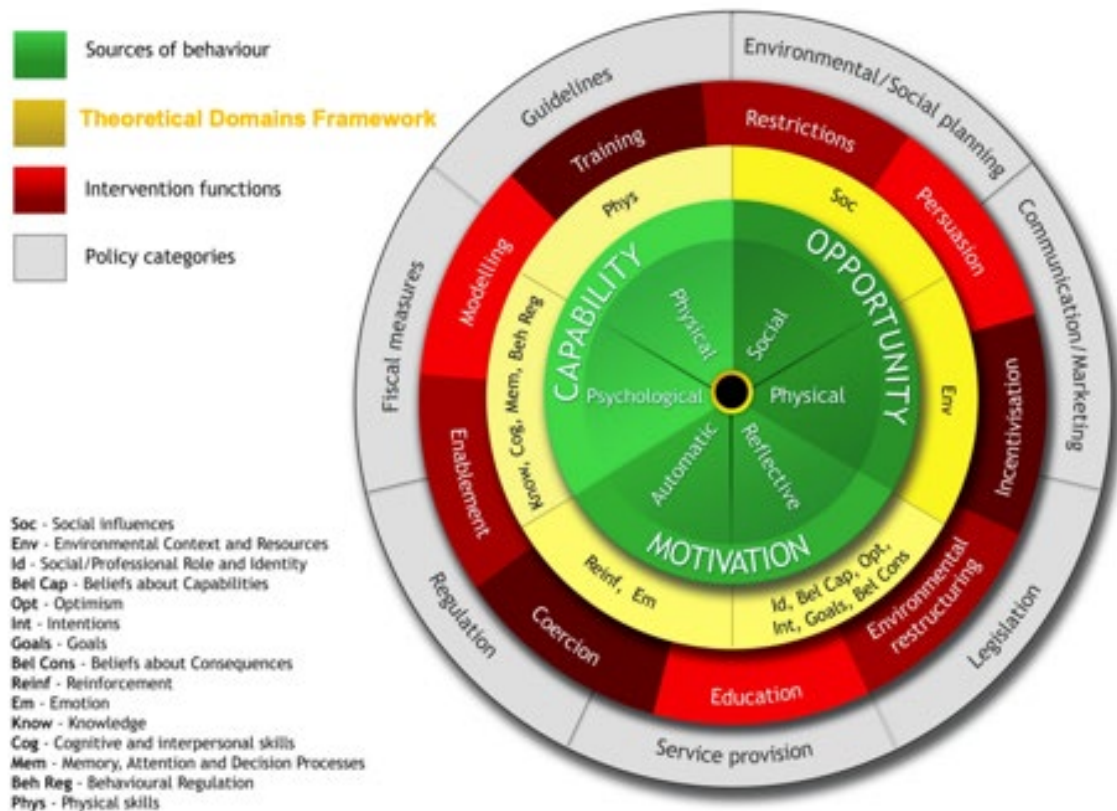 Sources of behaviour
Theoretical Domains Framework
Intervention functions
Policy categories
Guidelines
Environmental/Social planning
Communication/Marketing
Legislation
Service provision
Regulation
Fiscal measures
Training
Restrictions
Persuasion
Incentivisation
Environmental
restructuring
Education
Coercion
Enablement
Modelling
Phys
Soc
Env
Id, Bel Cap, Opt,
Int, Goals, Bel Cons
Reinf, Em
Know, Cog, Mem, Beh Reg
CAPABILITY
OPPORTUNITY
MOTIVATION
Physical
Social
Physical
Reflective
Automatic
Psychological
Soc - Social influences
Env - Environmental Context and Resources
Id - Social/Professional Role and Identity
Bel Cap - Beliefs about Capabilities
Opt - Optimism
Int - Intentions
Goals - Goals
Bel Cons - Beliefs about Consequences
Reinf - Reinforcement
Em - Emotion
Know - Knowledge
Cog - Cognitive and interpersonal skills
Mem - Memory, Attention and Decision Processes
Beh Reg - Behavioural Regulation
Phys - Physical skills